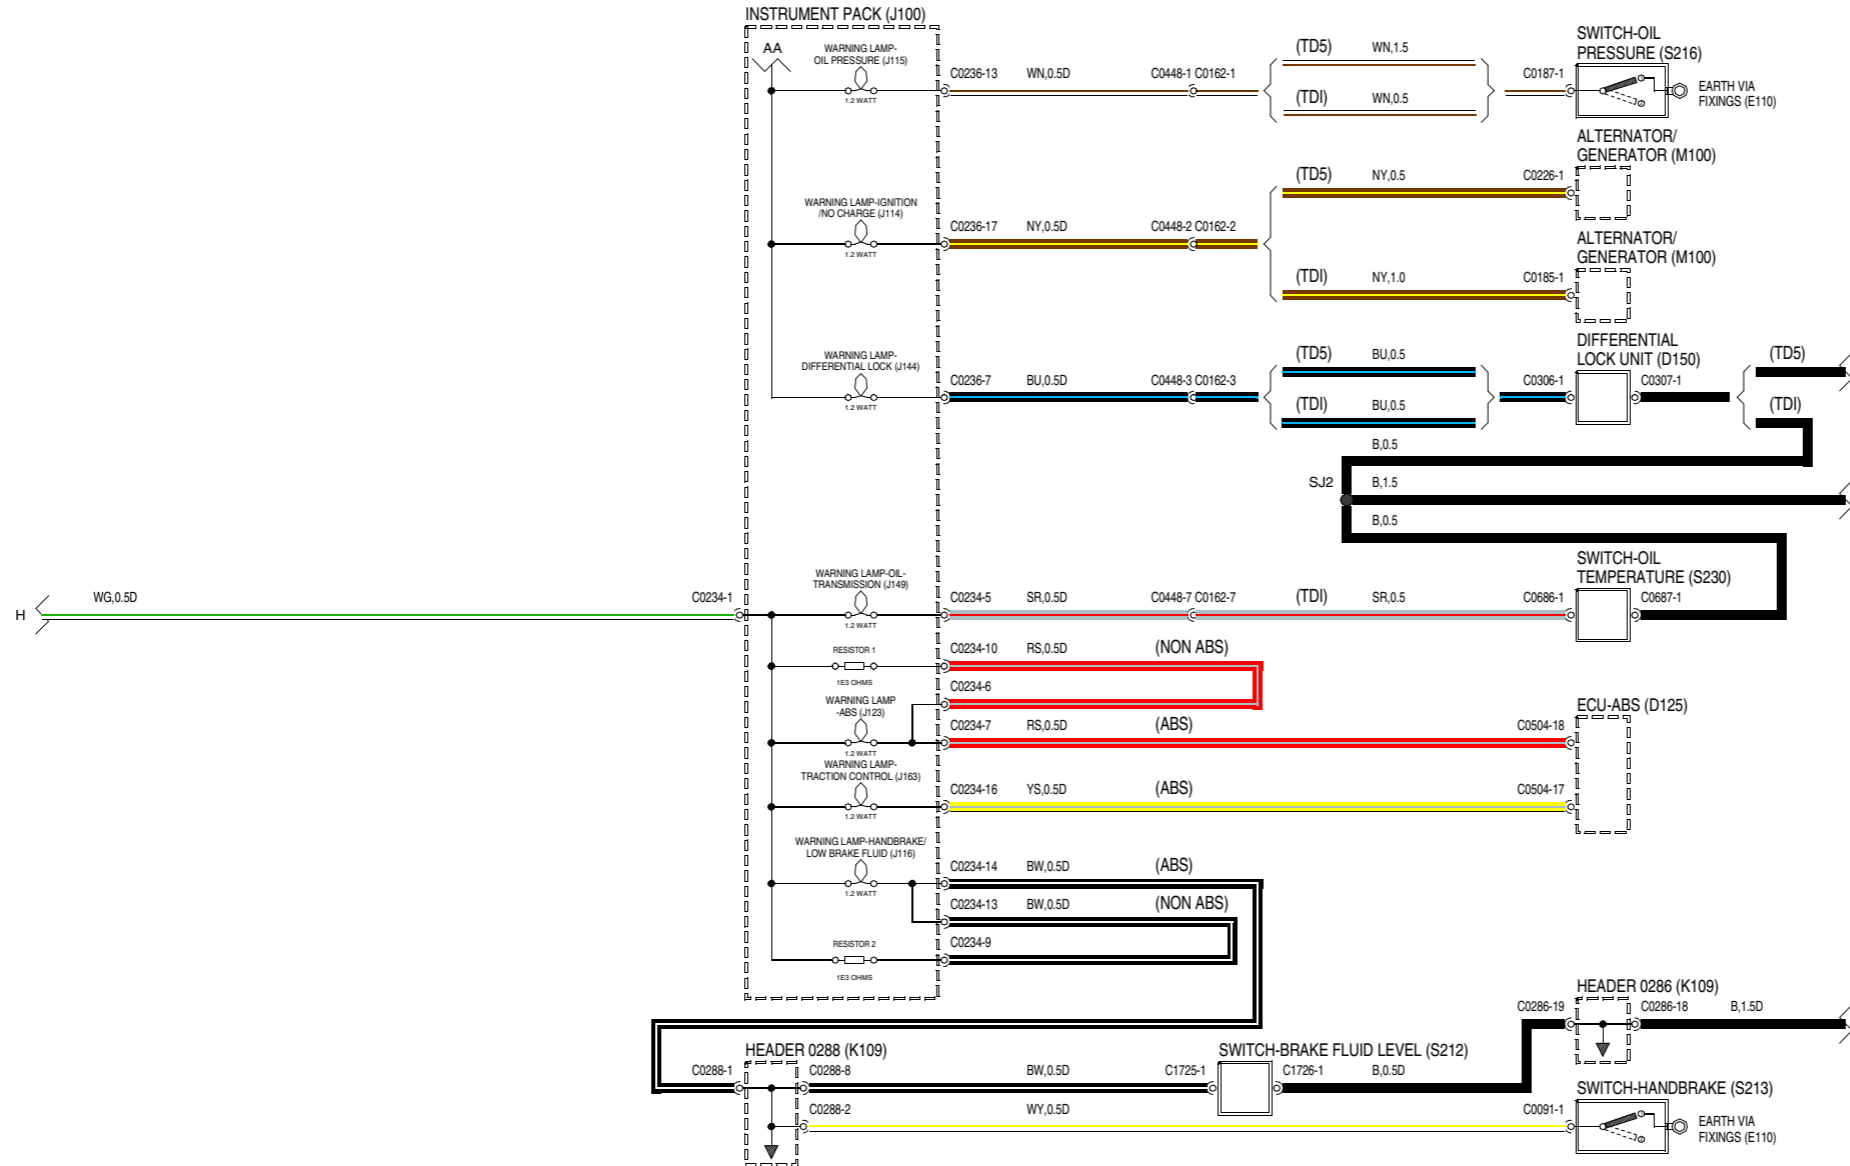 INSTRUMENT PACK (J100)
AA
WARNING LAMP-
OIL PRESSURE (J115)
1.2 WATT
C0236-13
WN,0.5D
C0448-1 C0162-1
(TD5)
WN,1.5
(TDI)
WN,0.5
C0187-1
SWITCH-OIL
PRESSURE (S216)
EARTH VIA
FIXINGS (E110)
ALTERNATOR/
GENERATOR (M100)
(TD5)
NY,0.5
C0226-1
WARNING LAMP-IGNITION
/NO CHARGE (J114)
1.2 WATT
C0236-17
NY,0.5D
C0448-2 C0162-2
ALTERNATOR/
GENERATOR (M100)
(TDI)
NY,1.0
C0185-1
WARNING LAMP-
DIFFERENTIAL LOCK (J144)
1.2 WATT
C0236-7
BU,0.5D
C0448-3 C0162-3
(TD5)
BU,0.5
(TDI)
BU,0.5
C0306-1
DIFFERENTIAL
LOCK UNIT (D150)
C0307-1
(TD5)
(TDI)
B,0.5
SJ2
B,1.5
B,0.5
H
WG,0.5D
C0234-1
WARNING LAMP-OIL-
TRANSMISSION (J149)
1.2 WATT
C0234-5
SR,0.5D
C0448-7 C0162-7
(TDI)
SR,0.5
C0686-1
SWITCH-OIL
TEMPERATURE (S230)
C0687-1
RESISTOR 1
1E3 OHMS
C0234-10
RS,0.5D
(NON ABS)
C0234-6
WARNING LAMP
-ABS (J123)
1.2 WATT
C0234-7
RS,0.5D
(ABS)
C0504-18
ECU-ABS (D125)
WARNING LAMP-
TRACTION CONTROL (J163)
1.2 WATT
C0234-16
YS,0.5D
(ABS)
C0504-17
WARNING LAMP-HANDBRAKE/
LOW BRAKE FLUID (J116)
1.2 WATT
C0234-14
BW,0.5D
(ABS)
C0234-13
BW,0.5D
(NON ABS)
RESISTOR 2
1E3 OHMS
C0234-9
C0286-19
HEADER 0286 (K109)
C0286-18
B,1.5D
HEADER 0288 (K109)
C0288-1
C0288-8
BW,0.5D
C1725-1
SWITCH-BRAKE FLUID LEVEL (S212)
C1726-1
B,0.5D
C0288-2
WY,0.5D
C0091-1
SWITCH-HANDBRAKE (S213)
EARTH VIA
FIXINGS (E110)